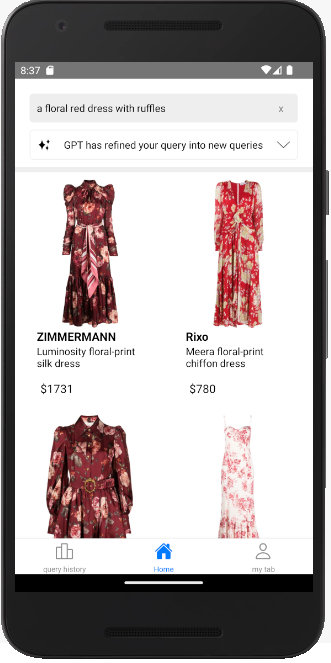 8:37
a floral red dress with ruffles x
GPT has refined your query into new queries
ZIMMERMANN
Luminosity floral-print
silk dress
$1731
Rixo
Meera floral-print
chiffon dress
$780
query history
Home
my tab